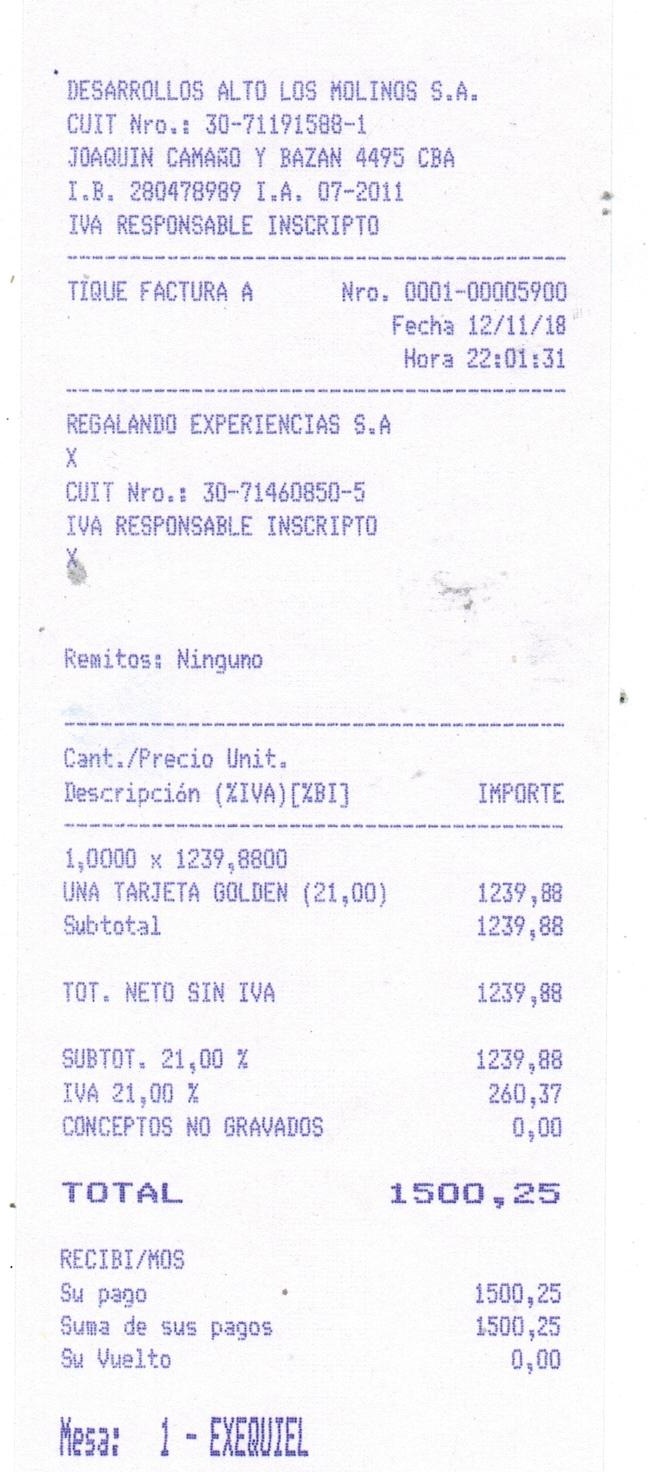 DESARROLLOS ALTO LOS MOLINOS S.A.
CUIT Nro.: 30-71191588-1
JOAQUIN CAMAÑO Y BAZAN 4495 CBA
I.B. 280478989 I.A. 07-2011
IVA RESPONSABLE INSCRIPTO
TIQUE FACTURA A Nro. 0001-00005900
Fecha 12/11/18
Hora 22:01:31
REGALANDO EXPERIENCIAS S.A
X
CUIT Nro.: 30-71460850-5
IVA RESPONSABLE INSCRIPTO
X
Remitos: Ninguno
Cant./Precio Unit.
Descripción (%IVA)[%BI] IMPORTE
1,0000 x 1239,8800
UNA TARJETA GOLDEN (21,00) 1239,88
Subtotal 1239,88
TOT. NETO SIN IVA 1239,88
SUBTOT. 21,00 % 1239,88
IVA 21,00 % 260,37
CONCEPTOS NO GRAVADOS 0,00
TOTAL 1500,25
RECIBI/MOS
Su pago 1500,25
Suma de sus pagos 1500,25
Su Vuelto 0,00
Mesa: 1 - EXEQUIEL